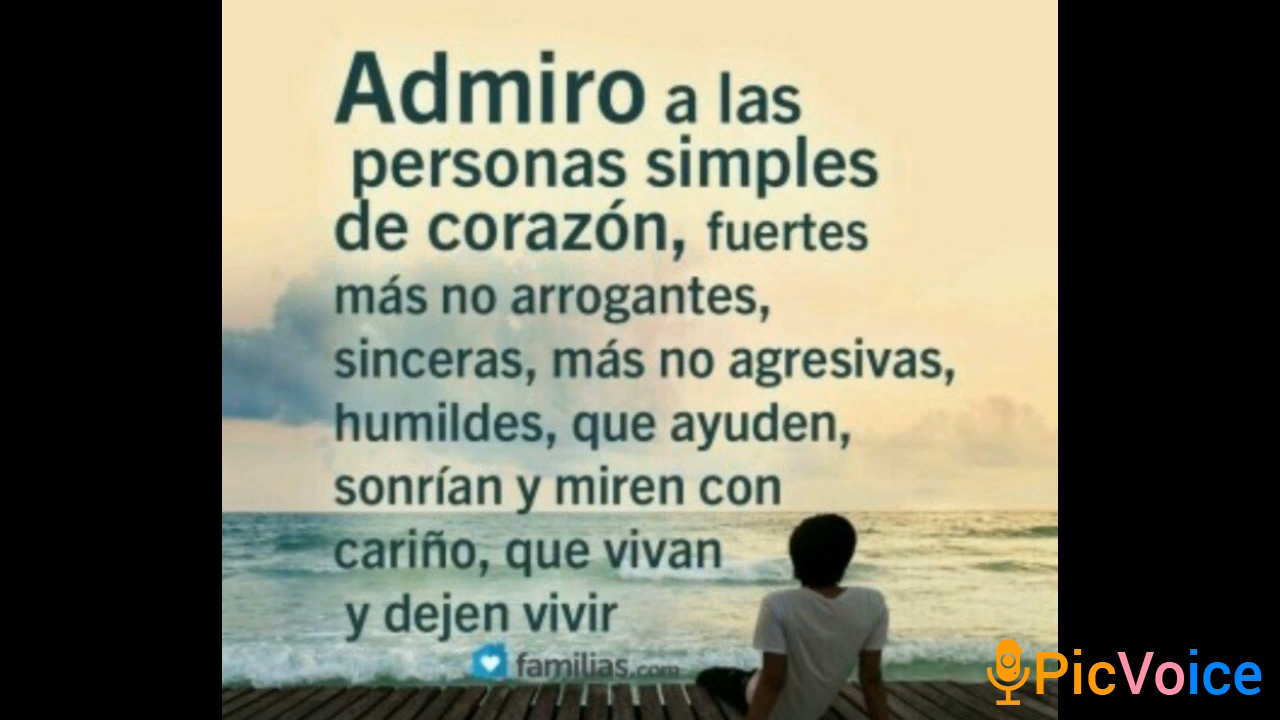 Admiro a las
personas simples
de corazón, fuertes
más no arrogantes,
sinceras, más no agresivas,
humildes, que ayuden,
sonrían y miren con
cariño, que vivan
y dejen vivir
familias.com
PicVoice